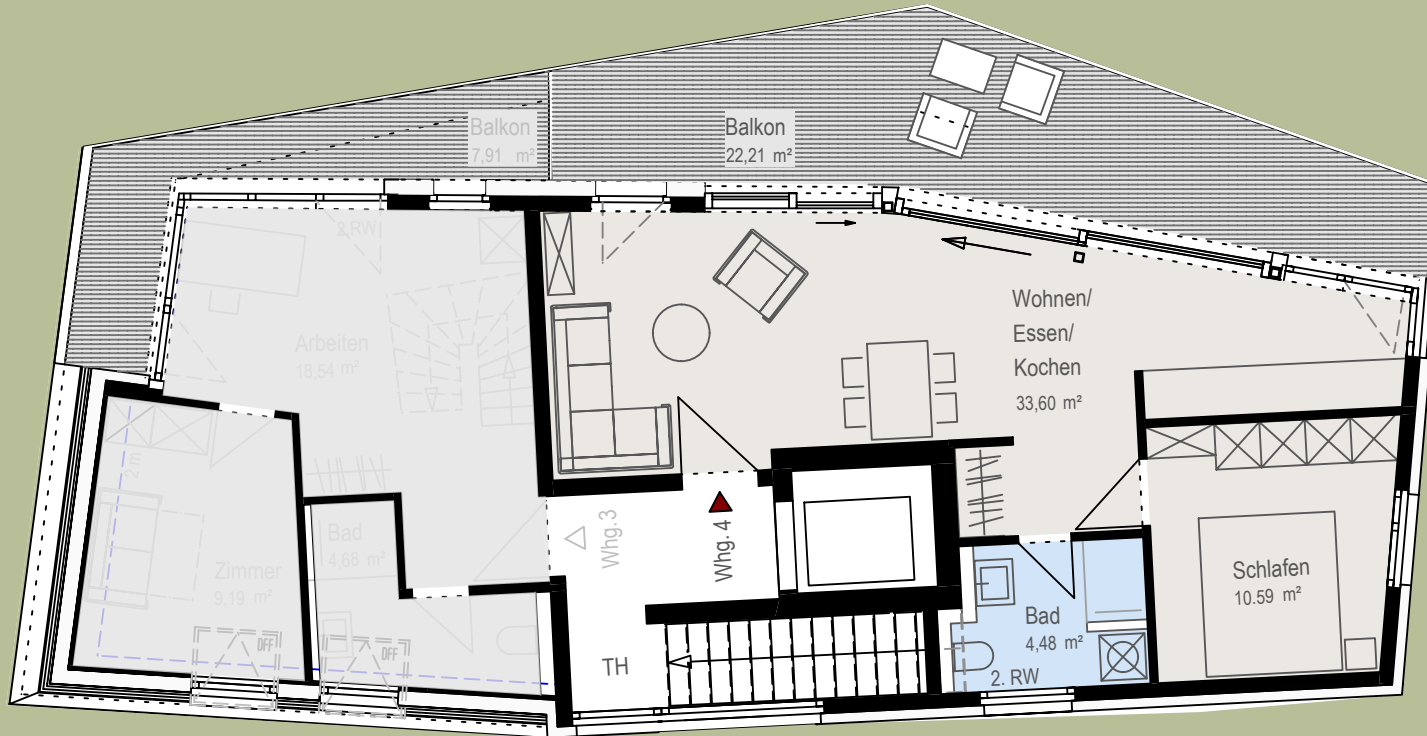 Balkon
7,91 m²
Balkon
22,21 m²
2.RW
Arbeiten
18.54 m²
Wohnen/
Essen/
Kochen
33,60 m²
2 m
Bad
4,68 m²
Zimmer
9,19 m²
DFF
DFF
Whg.3
Whg. 4
TH
Bad
4,48 m²
2. RW
Schlafen
10.59 m²